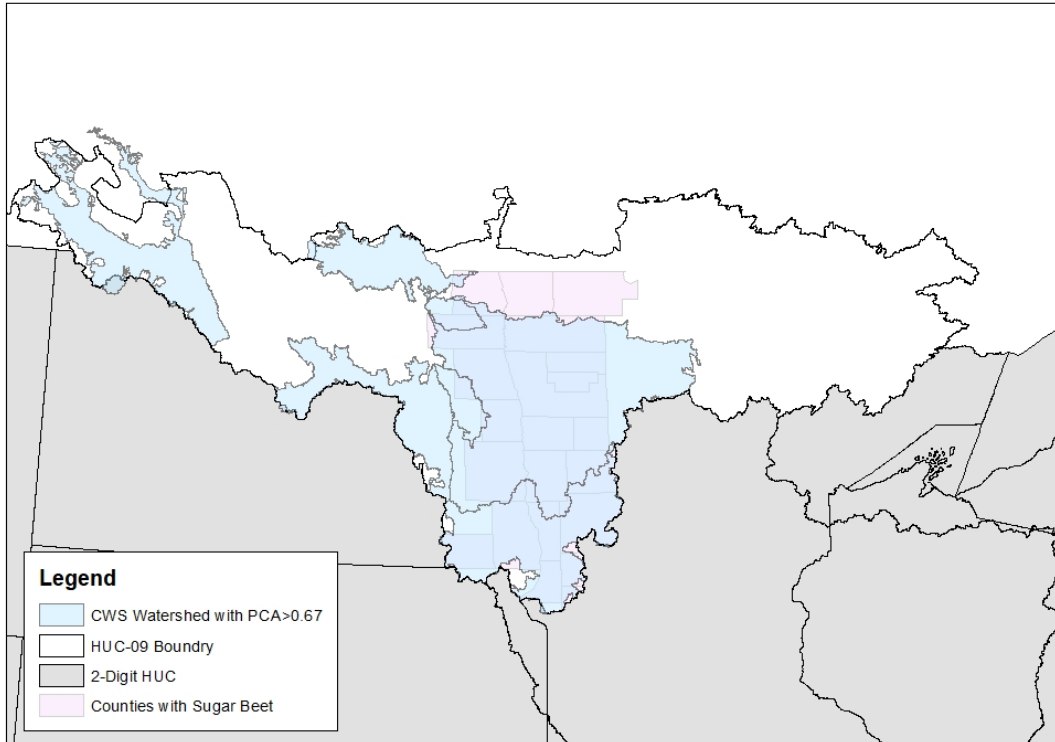 Legend
CWS Watershed with PCA>0.67
HUC-09 Boundry
2-Digit HUC
Counties with Sugar Beet